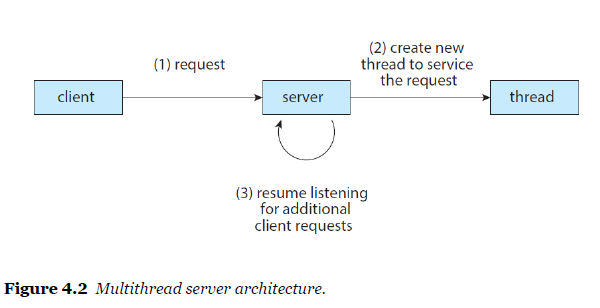 (1) request
(2) create new
thread to service
the request
client
server
thread
(3) resume listening
for additional
client requests
Figure 4.2 Multithread server architecture.